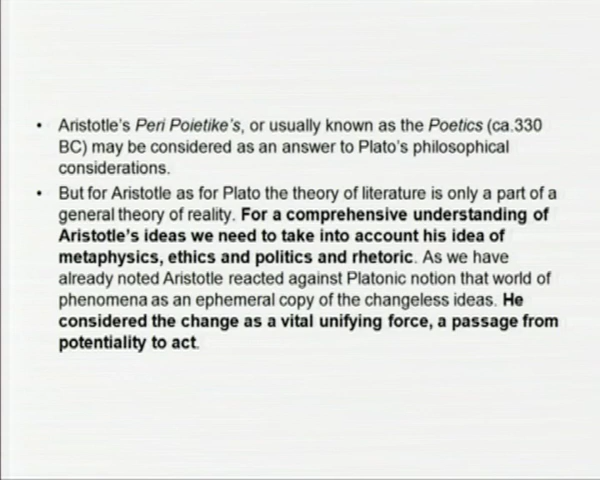 • Aristotle's Peri Poietike's, or usually known as the Poetics (ca.330
BC) may be considered as an answer to Plato's philosophical
considerations.
• But for Aristotle as for Plato the theory of literature is only a part of a
general theory of reality. For a comprehensive understanding of
Aristotle's ideas we need to take into account his idea of
metaphysics, ethics and politics and rhetoric. As we have
already noted Aristotle reacted against Platonic notion that world of
phenomena as an ephemeral copy of the changeless ideas. He
considered the change as a vital unifying force, a passage from
potentiality to act.